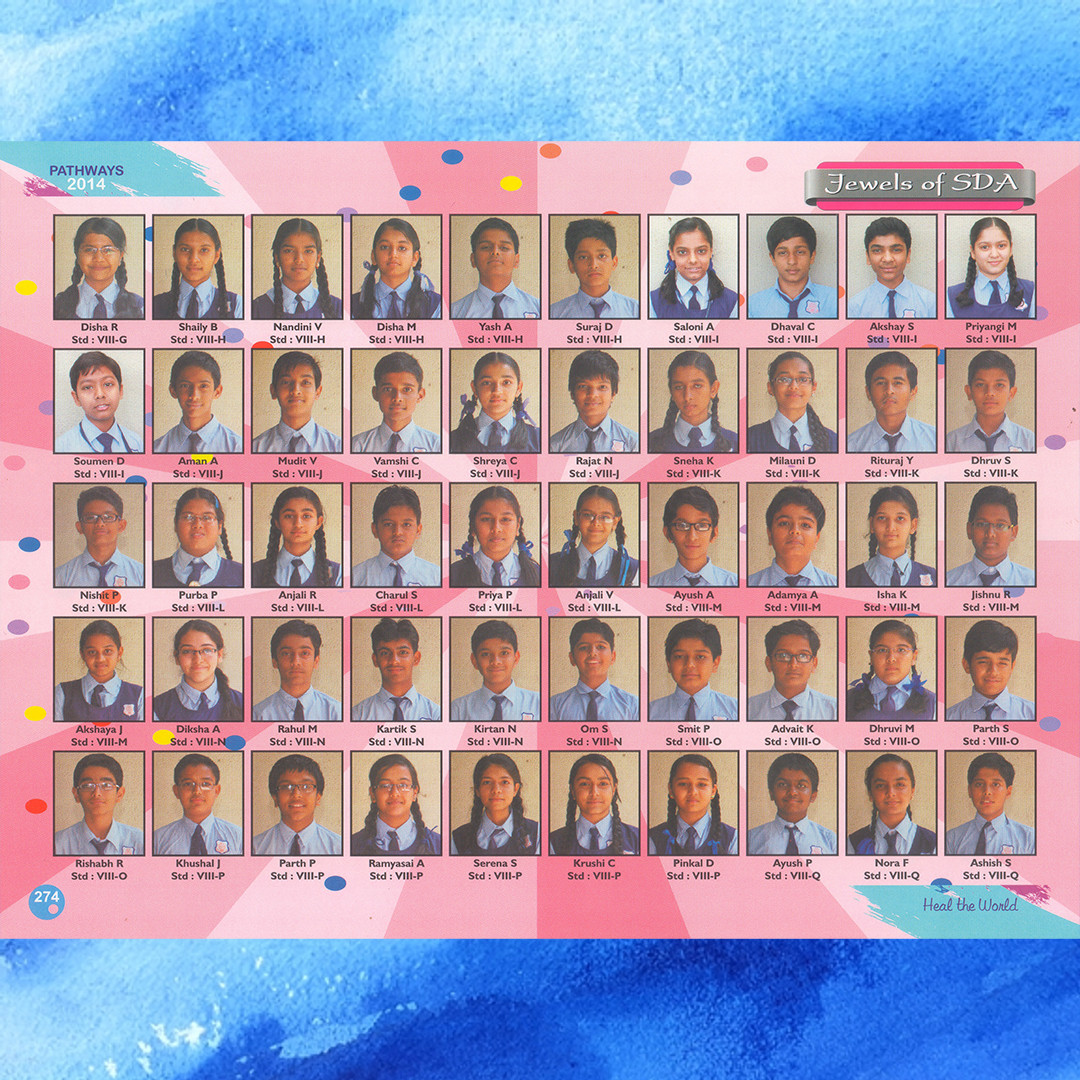 PATHWAYS
2014
Jewels of SDA
Disha R Shaily B Nandini V Disha M Yash A Suraj D Saloni A Dhaval C Akshay S Priyangi M
Std : VIII-G Std : VIII-H Std : VIII-H Std : VIII-H Std : VIII-H Std : VIII-H Std : VIII-I Std : VIII-I Std : VIII-I Std : VIII-I
Soumen D Aman A Mudit V Vamshi C Shreya C Rajat N Sneha K Milauni D Rituraj Y Dhruv S
Std : VIII-I Std : VIII-J Std : VIII-J Std : VIII-J Std : VIII-J Std : VIII-J Std : VIII-K Std : VIII-K Std : VIII-K Std : VIII-K
Nishit P Purba P Anjali R Charul S Priya P Anjali V Ayush A Adamya A Isha K Jishnu R
Std : VIII-K Std : VIII-L Std : VIII-L Std : VIII-L Std : VIII-L Std : VIII-L Std : VIII-M Std : VIII-M Std : VIII-M Std : VIII-M
Akshaya J Diksha A Rahul M Kartik S Kirtan N Om S Smit P Advait K Dhruvi M Parth S
Std : VIII-M Std : VIII-N Std : VIII-N Std : VIII-N Std : VIII-N Std : VIII-N Std : VIII-O Std : VIII-O Std : VIII-O Std : VIII-O
Rishabh R Khushal J Parth P Ramyasai A Serena S Krushi C Pinkal D Ayush P Nora F Ashish S
Std : VIII-O Std : VIII-P Std : VIII-P Std : VIII-P Std : VIII-P Std : VIII-P Std : VIII-P Std : VIII-Q Std : VIII-Q Std : VIII-Q
274
Heal the World